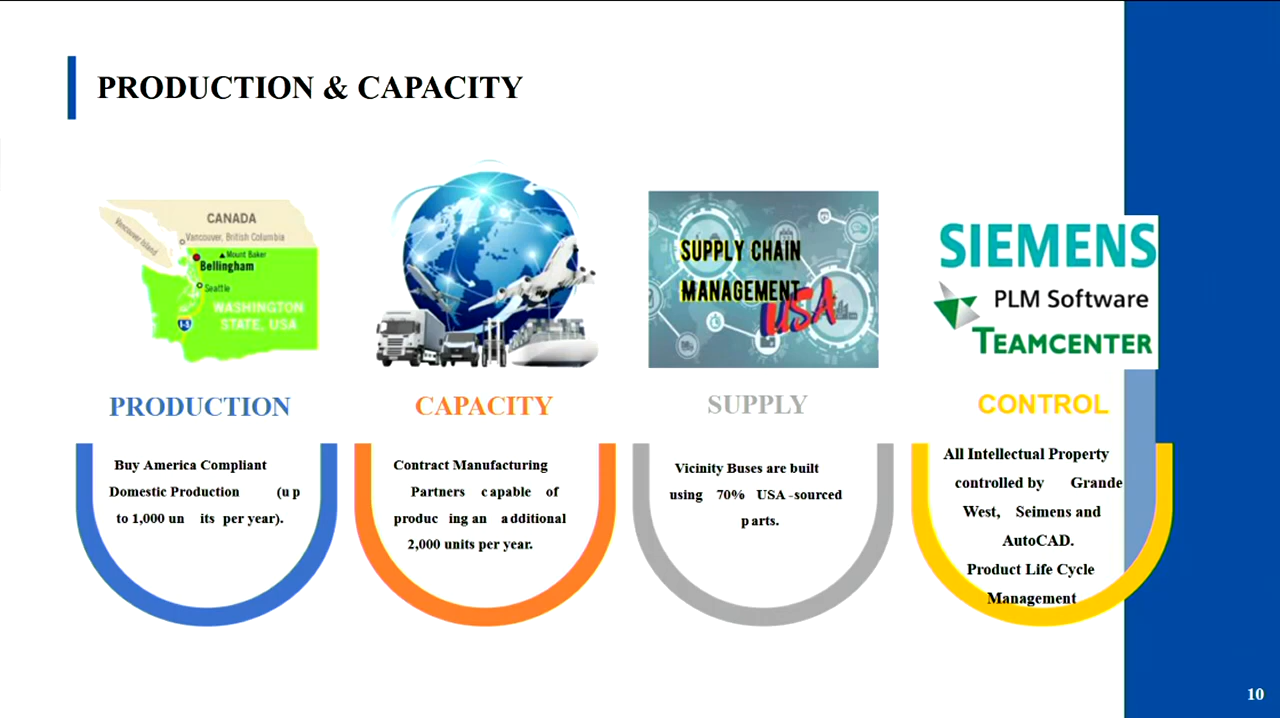 PRODUCTION & CAPACITY
CANADA
Vancouver Island
Vancouver, British Columbia
Mount Baker
Bellingham
Seattle
WASHINGTON
STATE, USA
I-5
SUPPLY CHAIN
MANAGEMENT
USA
SIEMENS
PLM Software
TEAMCENTER
PRODUCTION
Buy America Compliant
Domestic Production (u p
to 1,000 un its per year).
CAPACITY
Contract Manufacturing
Partners c apable of
produc ing an a dditional
2,000 units per year.
SUPPLY
Vicinity Buses are built
using 70% USA -sourced
p arts.
CONTROL
All Intellectual Property
controlled by Grande
West, Seimens and
AutoCAD.
Product Life Cycle
Management
10